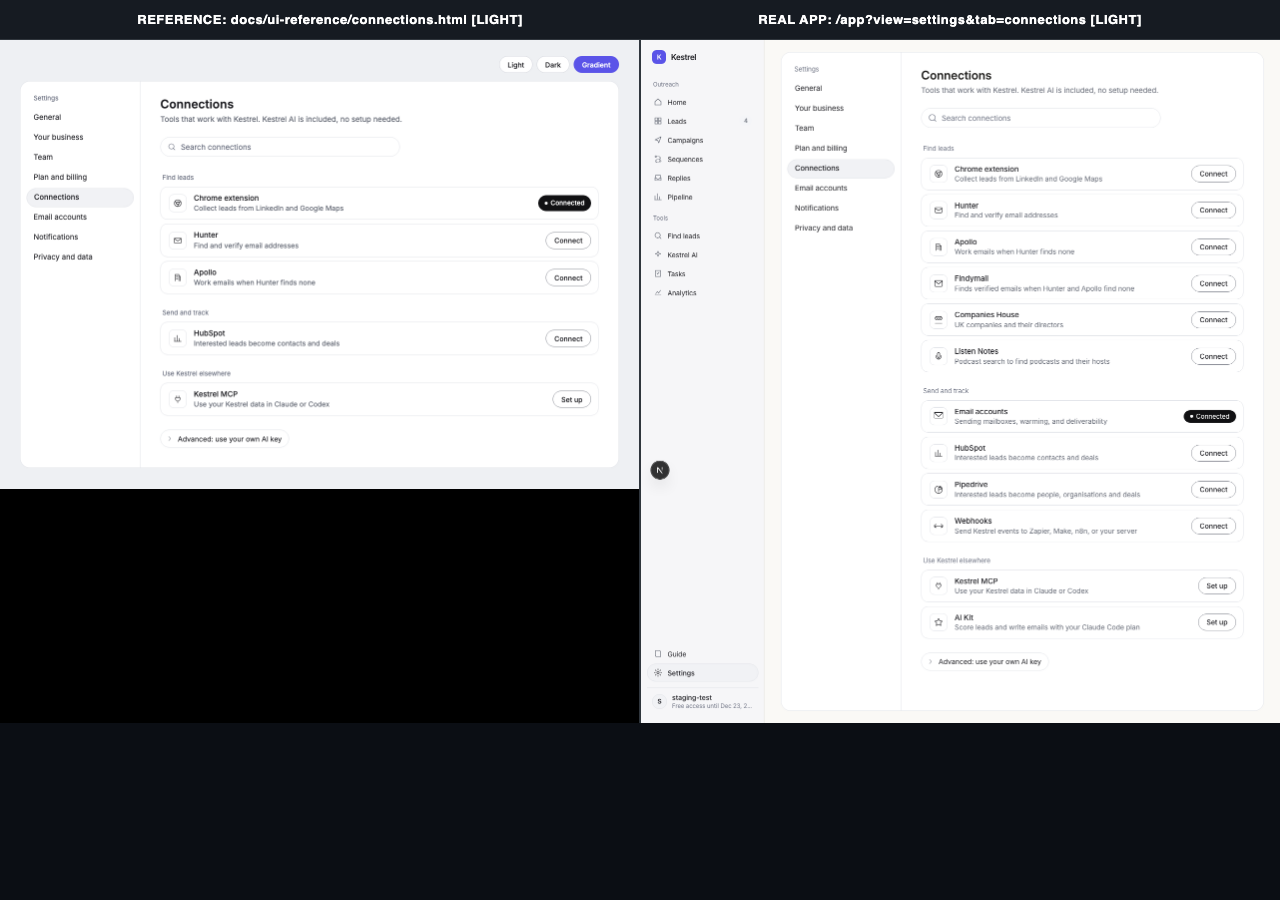 REFERENCE: docs/ui-reference/connections.html [LIGHT]
Light
Dark
Gradient
Settings
General
Your business
Team
Plan and billing
Connections
Email accounts
Notifications
Privacy and data
Connections
Tools that work with Kestrel. Kestrel AI is included, no setup needed.
Search connections
Find leads
Chrome extension
Collect leads from LinkedIn and Google Maps
• Connected
Hunter
Find and verify email addresses
Connect
Apollo
Work emails when Hunter finds none
Connect
Send and track
HubSpot
Interested leads become contacts and deals
Connect
Use Kestrel elsewhere
Kestrel MCP
Use your Kestrel data in Claude or Codex
Set up
Advanced: use your own AI key
REAL APP: /app?view=settings&tab=connections [LIGHT]
K Kestrel
Outreach
Home
Leads 4
Campaigns
Sequences
Replies
Pipeline
Tools
Find leads
Kestrel AI
Tasks
Analytics
N
Guide
Settings
S
staging-test
Free access until Dec 23, 2...
Settings
General
Your business
Team
Plan and billing
Connections
Email accounts
Notifications
Privacy and data
Connections
Tools that work with Kestrel. Kestrel AI is included, no setup needed.
Search connections
Find leads
Chrome extension
Collect leads from LinkedIn and Google Maps
Connect
Hunter
Find and verify email addresses
Connect
Apollo
Work emails when Hunter finds none
Connect
Findymail
Finds verified emails when Hunter and Apollo find none
Connect
Companies House
UK companies and their directors
Connect
Listen Notes
Podcast search to find podcasts and their hosts
Connect
Send and track
Email accounts
Sending mailboxes, warming, and deliverability
• Connected
HubSpot
Interested leads become contacts and deals
Connect
Pipedrive
Interested leads become people, organisations and deals
Connect
Webhooks
Send Kestrel events to Zapier, Make, n8n, or your server
Connect
Use Kestrel elsewhere
Kestrel MCP
Use your Kestrel data in Claude or Codex
Set up
AI Kit
Score leads and write emails with your Claude Code plan
Set up
Advanced: use your own AI key